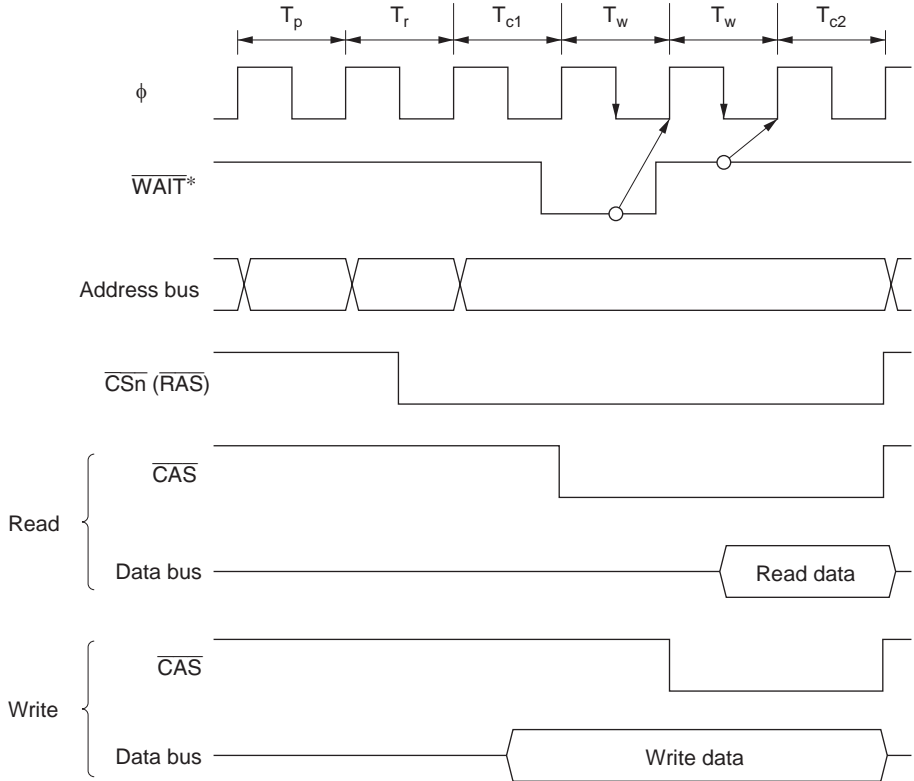 Tp Tr Tc1 Tw Tw Tc2
ϕ
WAIT*
Address bus
CSn (RAS)
CAS
Read
Data bus Read data
CAS
Write
Data bus Write data